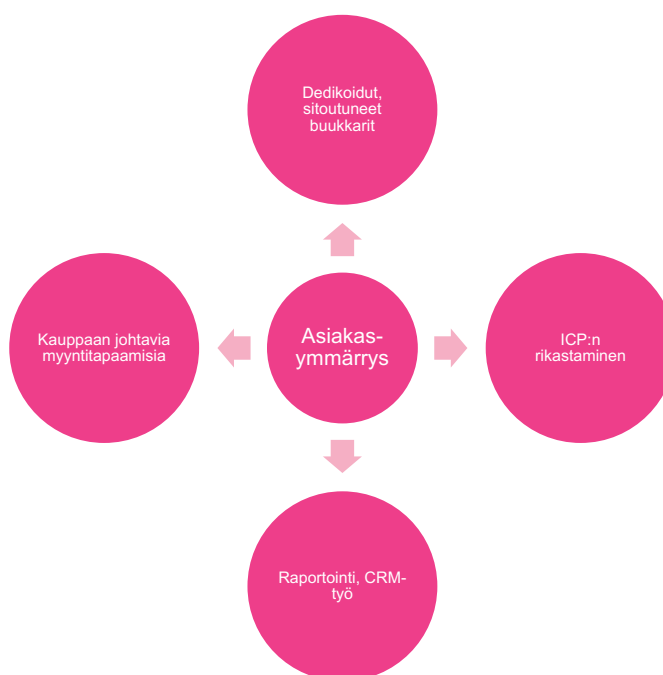 Dedikoidut,
sitoutuneet
buukkarit
Kauppaan johtavia
myyntitapaamisia
Asiakas-
ymmärrys
ICP:n
rikastaminen
Raportointi, CRM-
työ